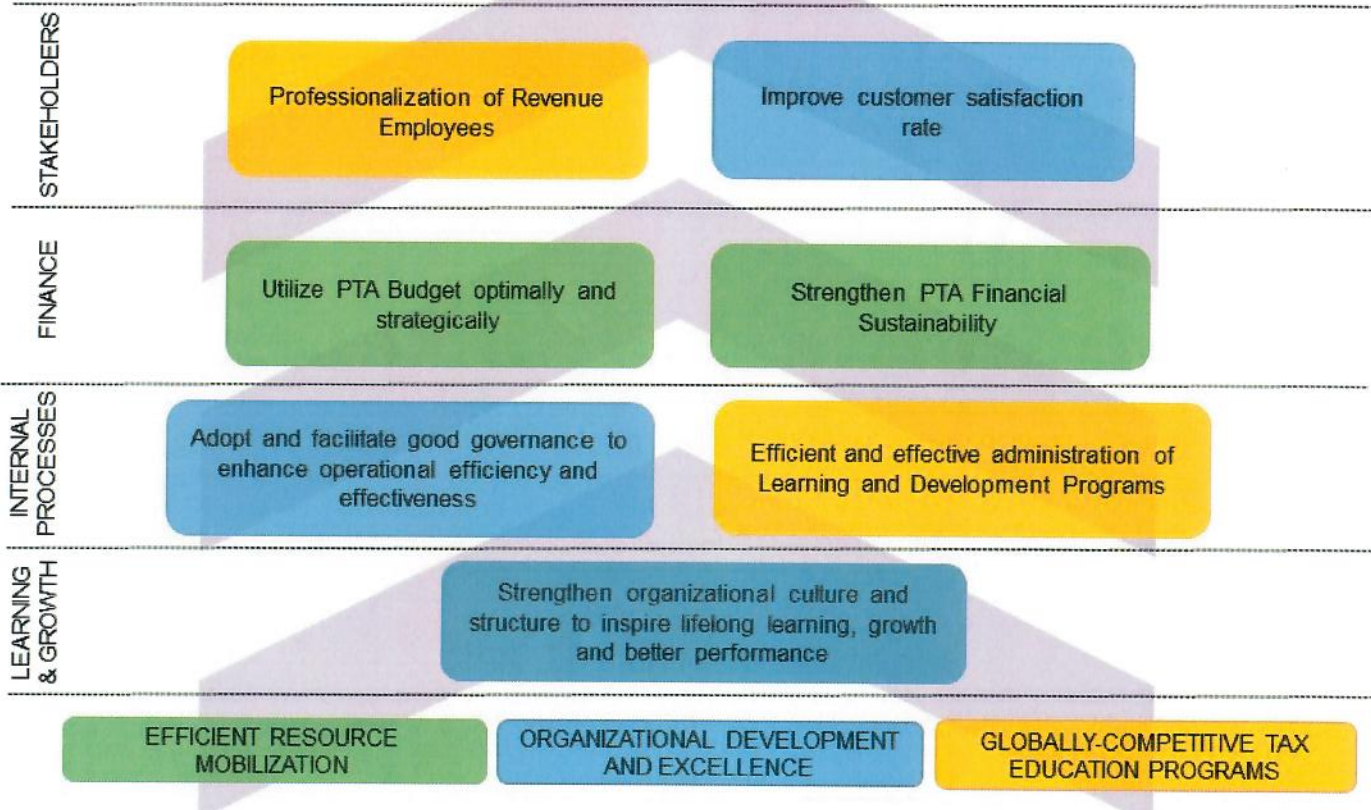 STAKEHOLDERS
Professionalization of Revenue
Employees
Improve customer satisfaction
rate
FINANCE
Utilize PTA Budget optimally and
strategically
Strengthen PTA Financial
Sustainability
INTERNAL
PROCESSES
Adopt and facilitate good governance to
enhance operational efficiency and
effectiveness
Efficient and effective administration of
Learning and Development Programs
LEARNING
& GROWTH
Strengthen organizational culture and
structure to inspire lifelong learning, growth
and better performance
EFFICIENT RESOURCE
MOBILIZATION
ORGANIZATIONAL DEVELOPMENT
AND EXCELLENCE
GLOBALLY-COMPETITIVE TAX
EDUCATION PROGRAMS